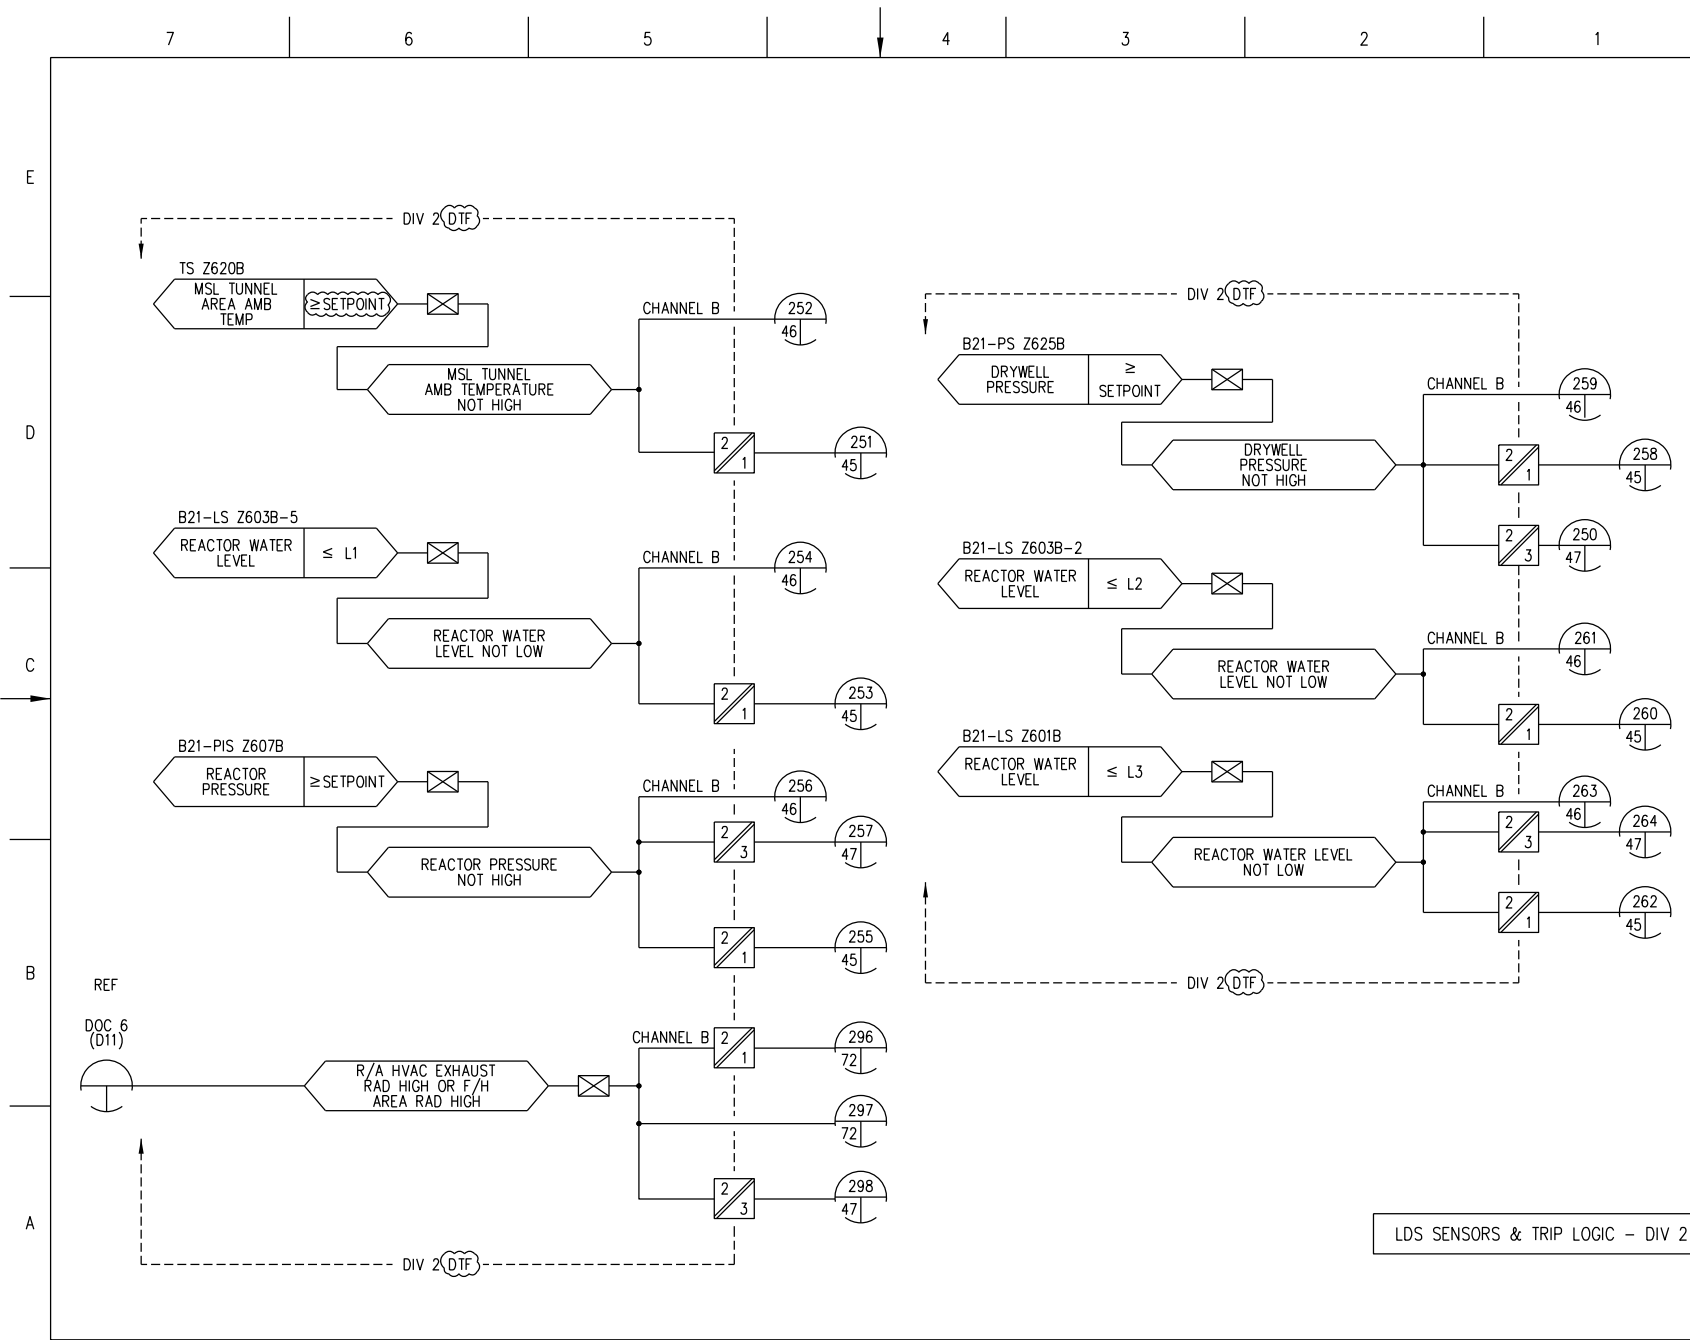 7
6
5
4
3
2
1
E
D
C
B
A
DIV 2 DTF
TS Z620B
MSL TUNNEL
AREA AMB
TEMP
≥SETPOINT
MSL TUNNEL
AMB TEMPERATURE
NOT HIGH
CHANNEL B
252
46
2
1
251
45
B21-LS Z603B-5
REACTOR WATER
LEVEL
≤ L1
REACTOR WATER
LEVEL NOT LOW
CHANNEL B
254
46
2
1
253
45
B21-PIS Z607B
REACTOR
PRESSURE
≥SETPOINT
REACTOR PRESSURE
NOT HIGH
CHANNEL B
256
46
2
3
257
47
2
1
255
45
REF
DOC 6
(D11)
R/A HVAC EXHAUST
RAD HIGH OR F/H
AREA RAD HIGH
CHANNEL B
2
1
296
72
297
72
2
3
298
47
DIV 2 DTF
DIV 2 DTF
B21-PS Z625B
DRYWELL
PRESSURE
≥
SETPOINT
DRYWELL
PRESSURE
NOT HIGH
CHANNEL B
259
46
2
1
258
45
2
3
250
47
B21-LS Z603B-2
REACTOR WATER
LEVEL
≤ L2
REACTOR WATER
LEVEL NOT LOW
CHANNEL B
261
46
2
1
260
45
B21-LS Z601B
REACTOR WATER
LEVEL
≤ L3
REACTOR WATER LEVEL
NOT LOW
CHANNEL B
263
46
2
3
264
47
2
1
262
45
DIV 2 DTF
LDS SENSORS & TRIP LOGIC - DIV 2